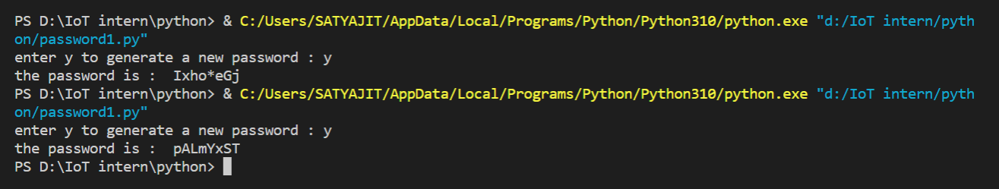 PS D:\IoT intern\python> & C:/Users/SATYAJIT/AppData/Local/Programs/Python/Python310/python.exe "d:/IoT intern/pyth
on/password1.py"
enter y to generate a new password : y
the password is :  Ixho*eGj
PS D:\IoT intern\python> & C:/Users/SATYAJIT/AppData/Local/Programs/Python/Python310/python.exe "d:/IoT intern/pyth
on/password1.py"
enter y to generate a new password : y
the password is :  pALmYxST
PS D:\IoT intern\python>